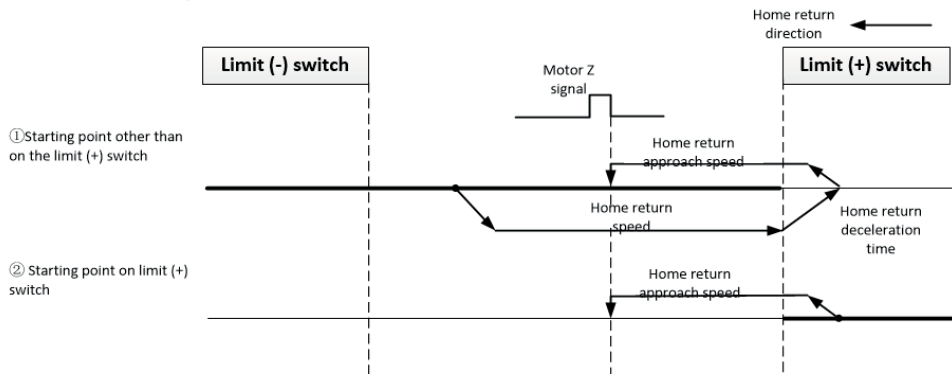 Home return
direction
Limit (-) switch
Limit (+) switch
Motor Z
signal
①Starting point other than
on the limit (+) switch
Home return
approach speed
Home return
speed
Home return
deceleration
time
② Starting point on limit (+)
switch
Home return
approach speed